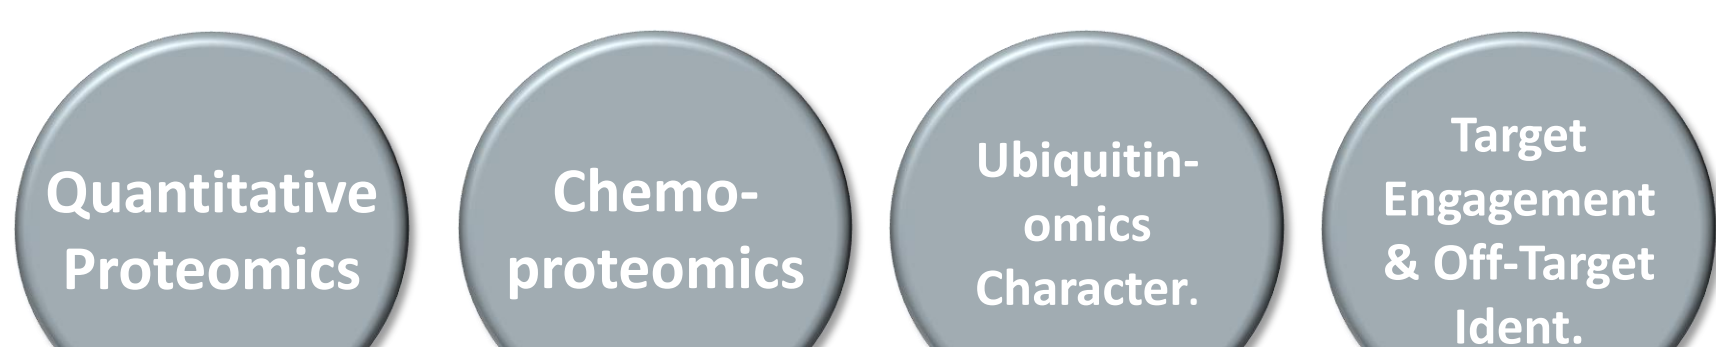 Quantitative
Proteomics
Chemo-
proteomics
Ubiquitin-
omics
Character.
Target
Engagement
& Off-Target
Ident.